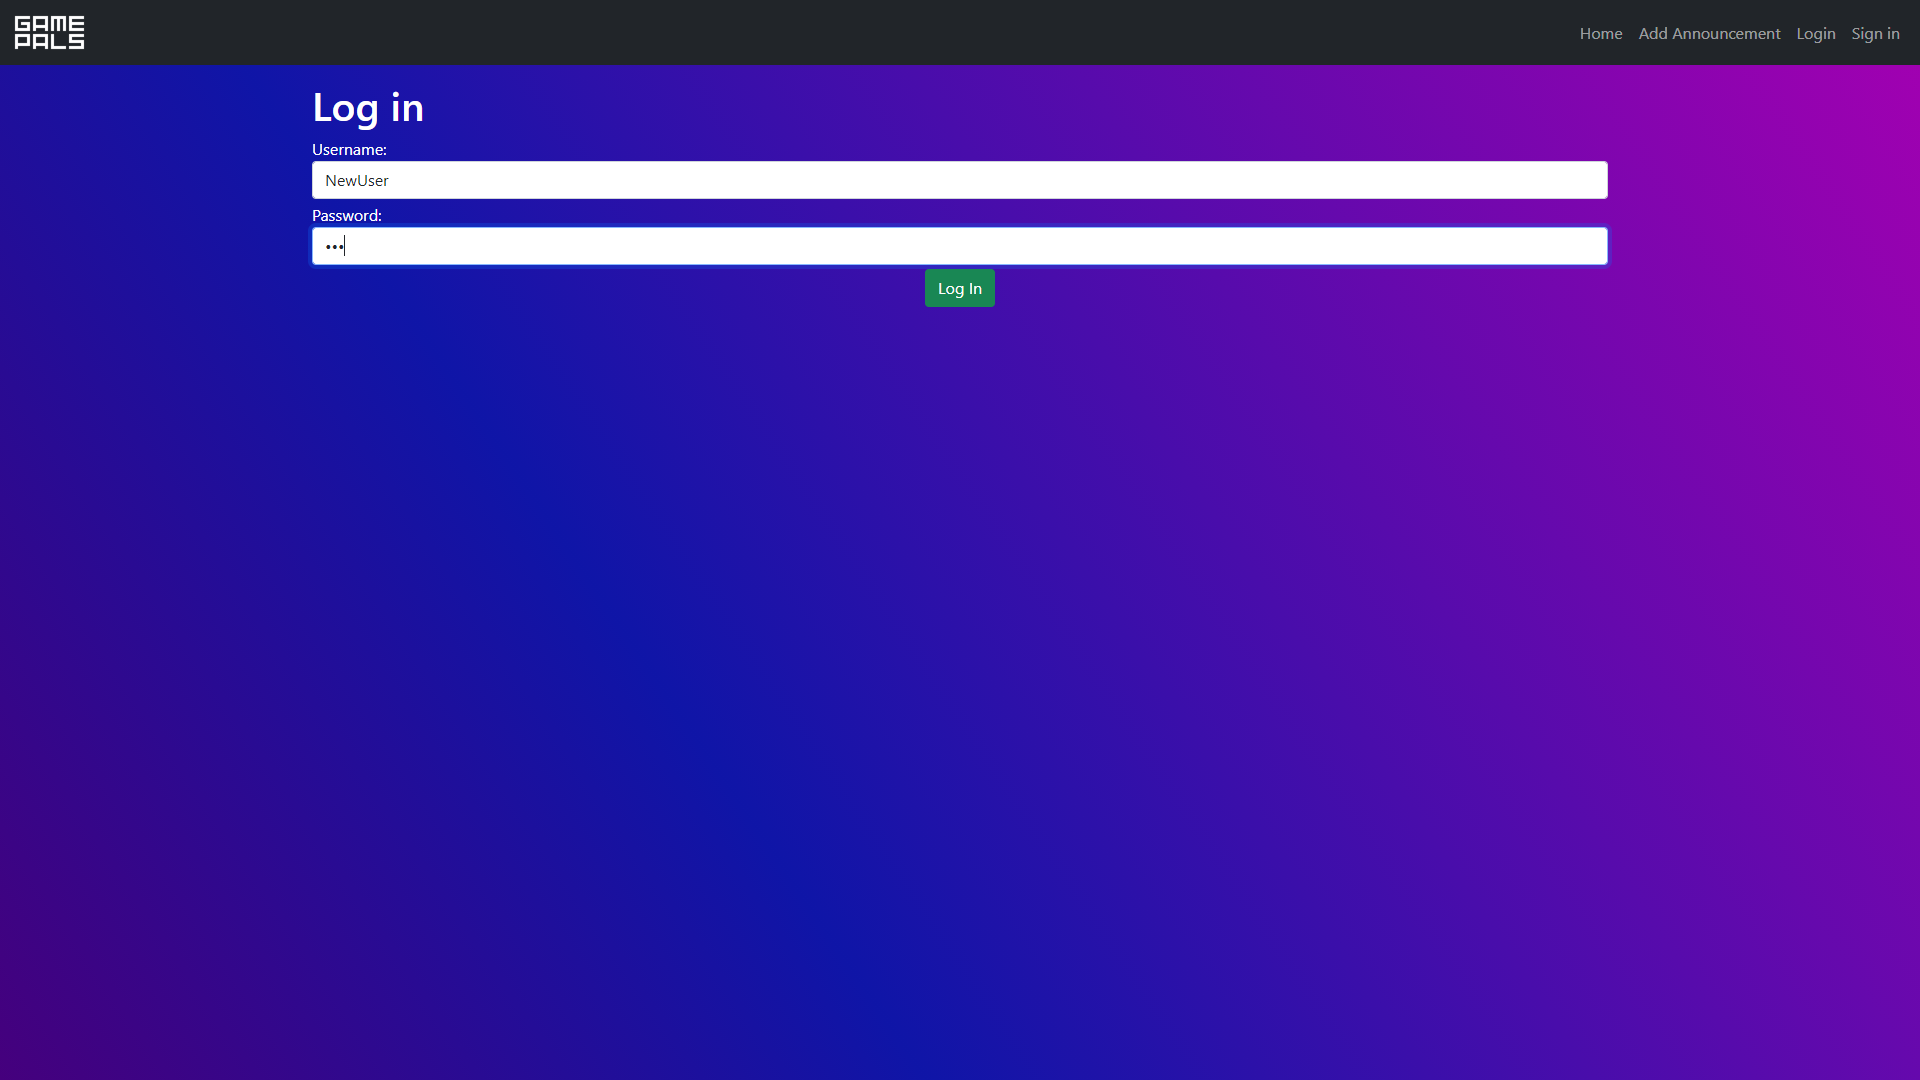 GAME
PALS
Home Add Announcement Login Sign in
Log in
Username:
NewUser
Password:
•••
Log In